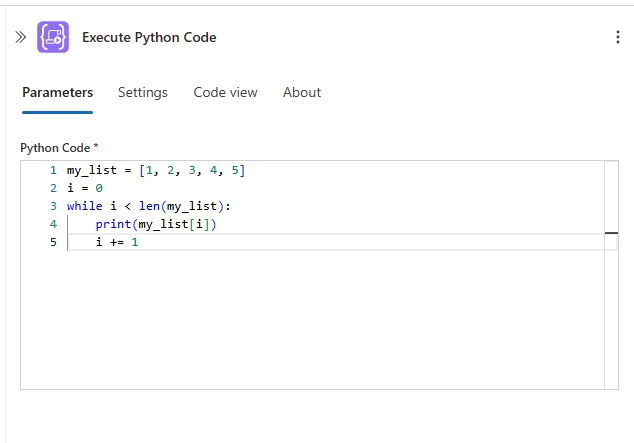 Execute Python Code
Parameters Settings Code view About
Python Code *
1 my_list = [1, 2, 3, 4, 5]
2 i = 0
3 while i < len(my_list):
4     print(my_list[i])
5     i += 1